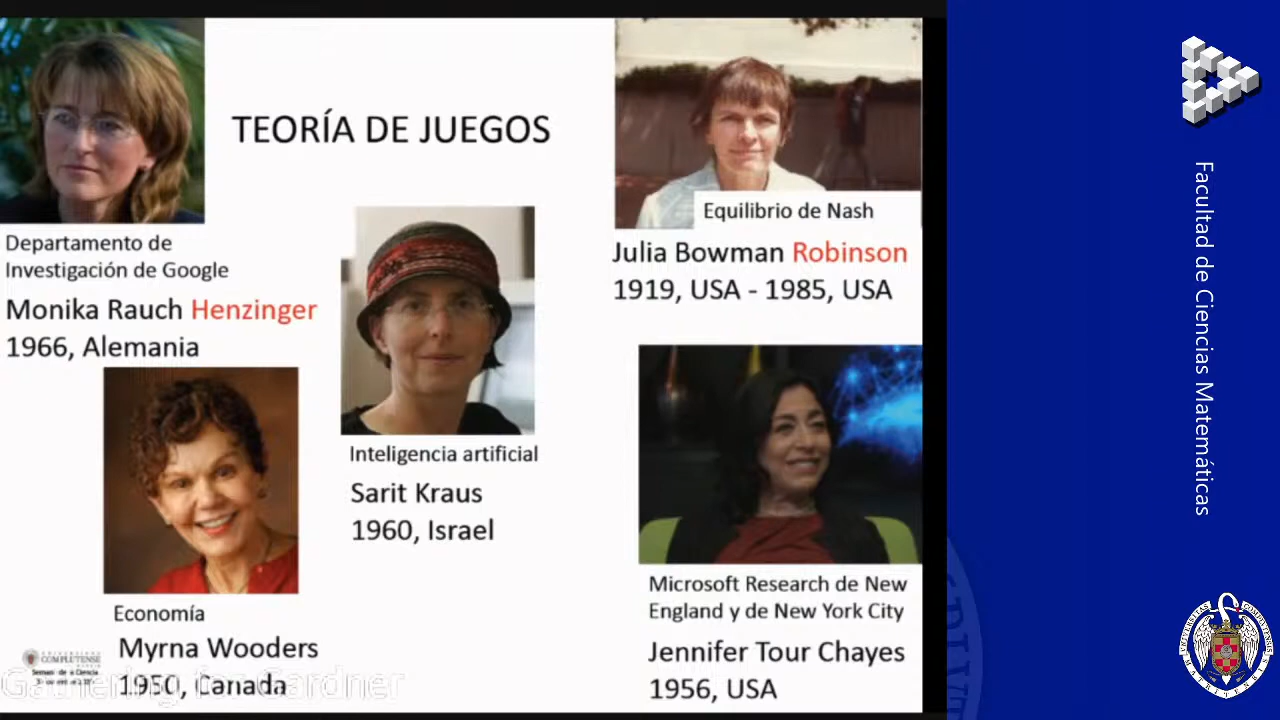 TEORÍA DE JUEGOS
Departamento de
Investigación de Google
Monika Rauch Henzinger
1966, Alemania
Equilibrio de Nash
Julia Bowman Robinson
1919, USA - 1985, USA
Inteligencia artificial
Sarit Kraus
1960, Israel
Economía
Myrna Wooders
1950, Canada
Microsoft Research de New
England y de New York City
Jennifer Tour Chayes
1956, USA
UNIVERSIDAD
COMPLUTENSE
Gathering for Gardner
Facultad de Ciencias Matemáticas